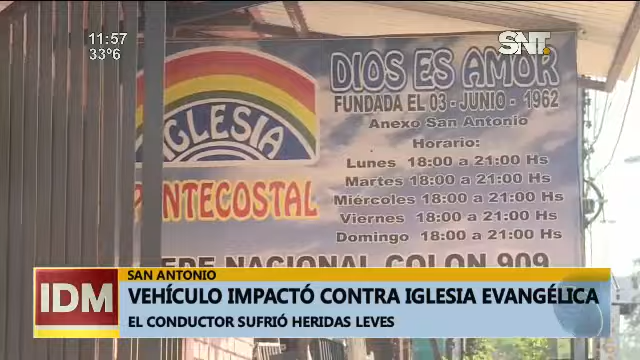 11:57
33°6
SNT
IGLESIA
PENTECOSTAL
DIOS ES AMOR
FUNDADA EL 03 - JUNIO - 1962
Anexo San Antonio
Horario:
Lunes 18:00 a 21:00 Hs
Martes 18:00 a 21:00 Hs
Miércoles 18:00 a 21:00 Hs
Viernes 18:00 a 21:00 Hs
Domingo 18:00 a 21:00 Hs
SEDE NACIONAL COLON 909
IDM
SAN ANTONIO
VEHÍCULO IMPACTÓ CONTRA IGLESIA EVANGÉLICA
EL CONDUCTOR SUFRIÓ HERIDAS LEVES